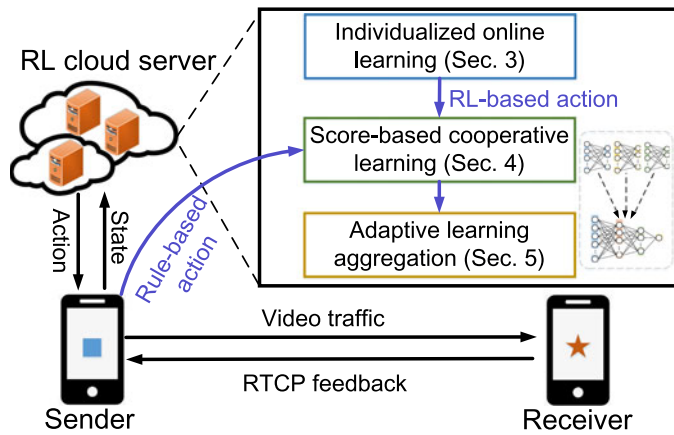 RL cloud server
Individualized online
learning (Sec. 3)
RL-based action
Score-based cooperative
learning (Sec. 4)
Adaptive learning
aggregation (Sec. 5)
Action
State
Rule-based
action
Video traffic
RTCP feedback
Sender
Receiver